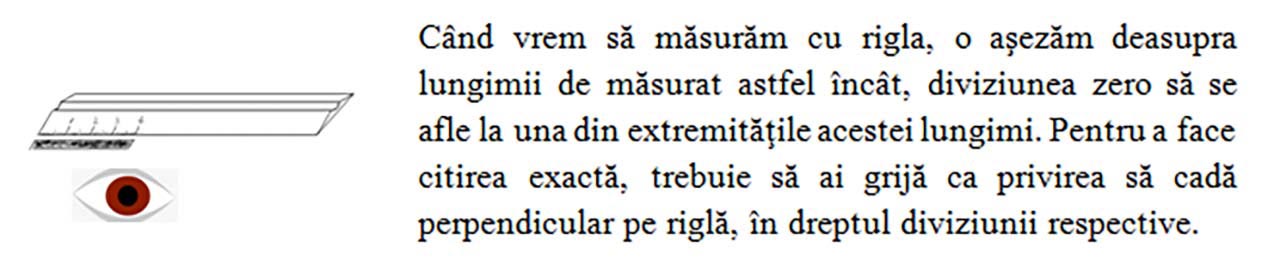 Când vrem să măsurăm cu rigla, o așezăm deasupra
lungimii de măsurat astfel încât, diviziunea zero să se
afle la una din extremităţile acestei lungimi. Pentru a face
citirea exactă, trebuie să ai grijă ca privirea să cadă
perpendicular pe riglă, în dreptul diviziunii respective.